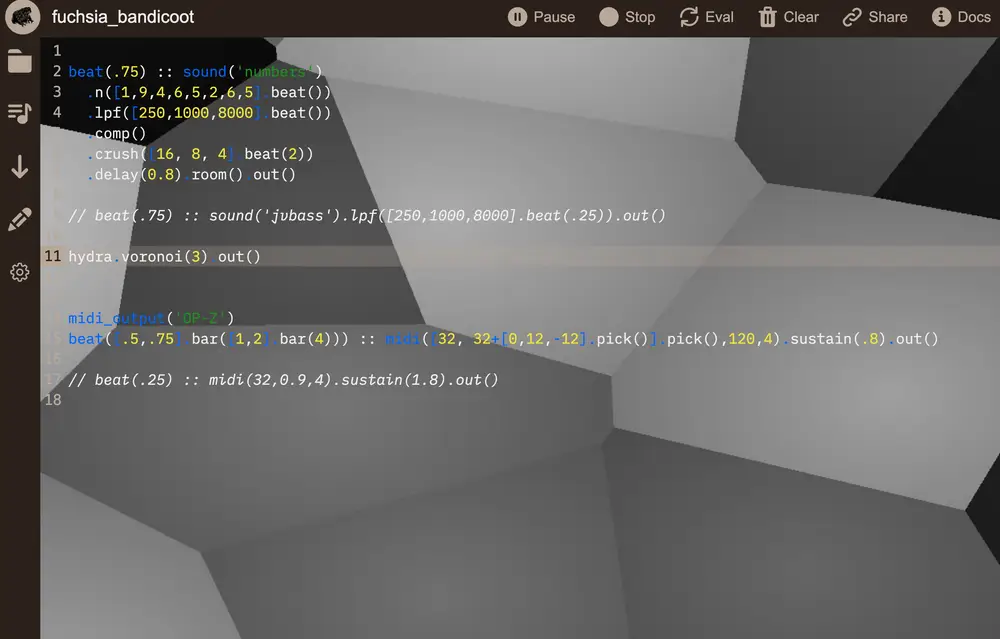 fuchsia_bandicoot Pause Stop Eval Clear Share Docs
1
2 beat(.75) :: sound('numbers')
3 .n([1,9,4,6,5,2,6,5].beat())
4 .lpf([250,1000,8000].beat())
.comp()
.crush([16, 8, 4].beat(2))
.delay(0.8).room().out()
// beat(.75) :: sound('jvbass').lpf([250,1000,8000].beat(.25)).out()
11 hydra.voronoi(3).out()
midi_output('OP-Z')
beat([.5,.75].bar([1,2].bar(4))) :: midi([32, 32+[0,12,-12].pick()].pick(),120,4).sustain(.8).out()
16
17 // beat(.25) :: midi(32,0.9,4).sustain(1.8).out()
18